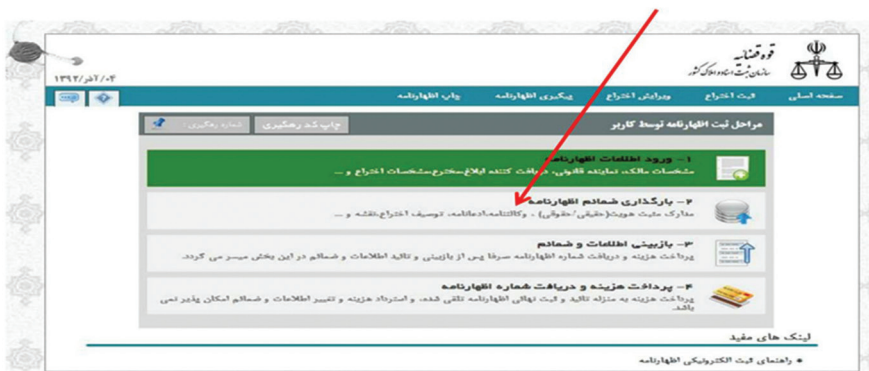 قوه قضائیه
سازمان ثبت اسناد و املاک کشور
۰۴/آذر/۱۳۹۲
صفحه اصلی
ثبت اختراع
ویرایش اختراع
پیگیری اظهارنامه
چاپ اظهارنامه
مراحل ثبت اظهارنامه توسط کاربر
چاپ کد رهگیری
شماره رهگیری :
۱- ورود اطلاعات اظهارنامه
مشخصات مالک، نماینده قانونی، دریافت کننده ابلاغ،مخترع،مشخصات اختراع و ...
۲- بارگذاری ضمائم اظهارنامه
مدارک مثبت هویت(حقیقی/حقوقی) ، وکالتنامه،ادعانامه، توصیف اختراع،نقشه و ...
۳- بازبینی اطلاعات و ضمائم
پرداخت هزینه و دریافت شماره اظهارنامه صرفا پس از بازبینی و تائید اطلاعات و ضمائم در این بخش میسر می گردد.
۴- پرداخت هزینه و دریافت شماره اظهارنامه
پرداخت هزینه به منزله تائید و ثبت نهائی اظهارنامه تلقی شده، و استرداد هزینه و تغییر اطلاعات و ضمائم امکان پذیر نمی
باشد.
لینک های مفید
راهنمای ثبت الکترونیکی اظهارنامه